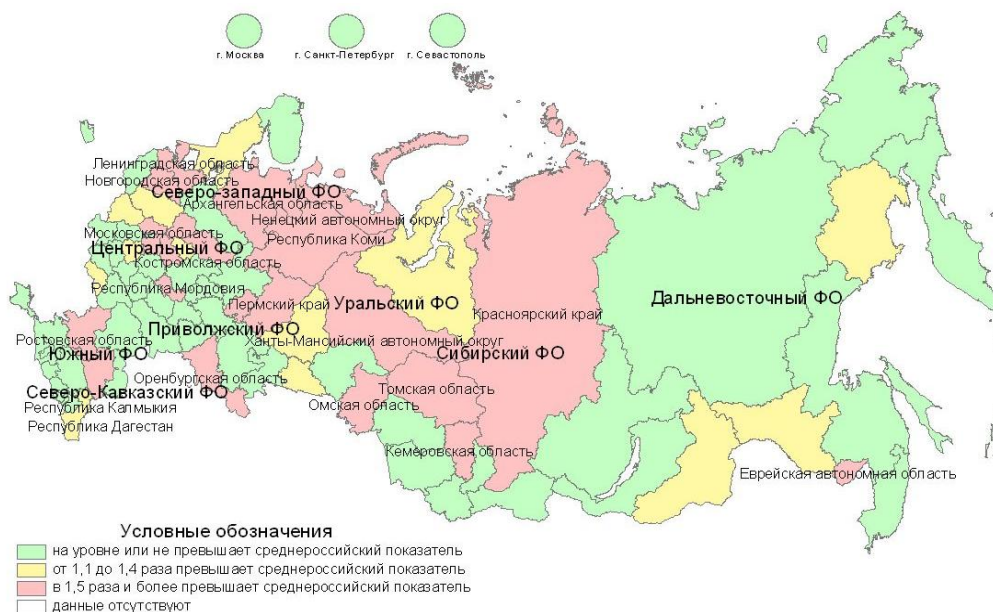 г. Москва
г. Санкт-Петербург
г. Севастополь
Ленинградская область
Новгородская область
Северо-западный ФО
Архангельская область
Ненецкий автономный округ
Московская область
Республика Коми
Центральный ФО
Костромская область
Республика Мордовия
Пермский край
Уральский ФО
Красноярский край
Дальневосточный ФО
Приволжский ФО
Ростовская область
Ханты-Мансийский автономный округ
Южный ФО
Сибирский ФО
Оренбургская область
Томская область
Северо-Кавказский ФО
Омская область
Республика Калмыкия
Республика Дагестан
Кемеровская область
Еврейская автономная область
Условные обозначения
на уровне или не превышает среднероссийский показатель
от 1,1 до 1,4 раза превышает среднероссийский показатель
в 1,5 раза и более превышает среднероссийский показатель
данные отсутствуют